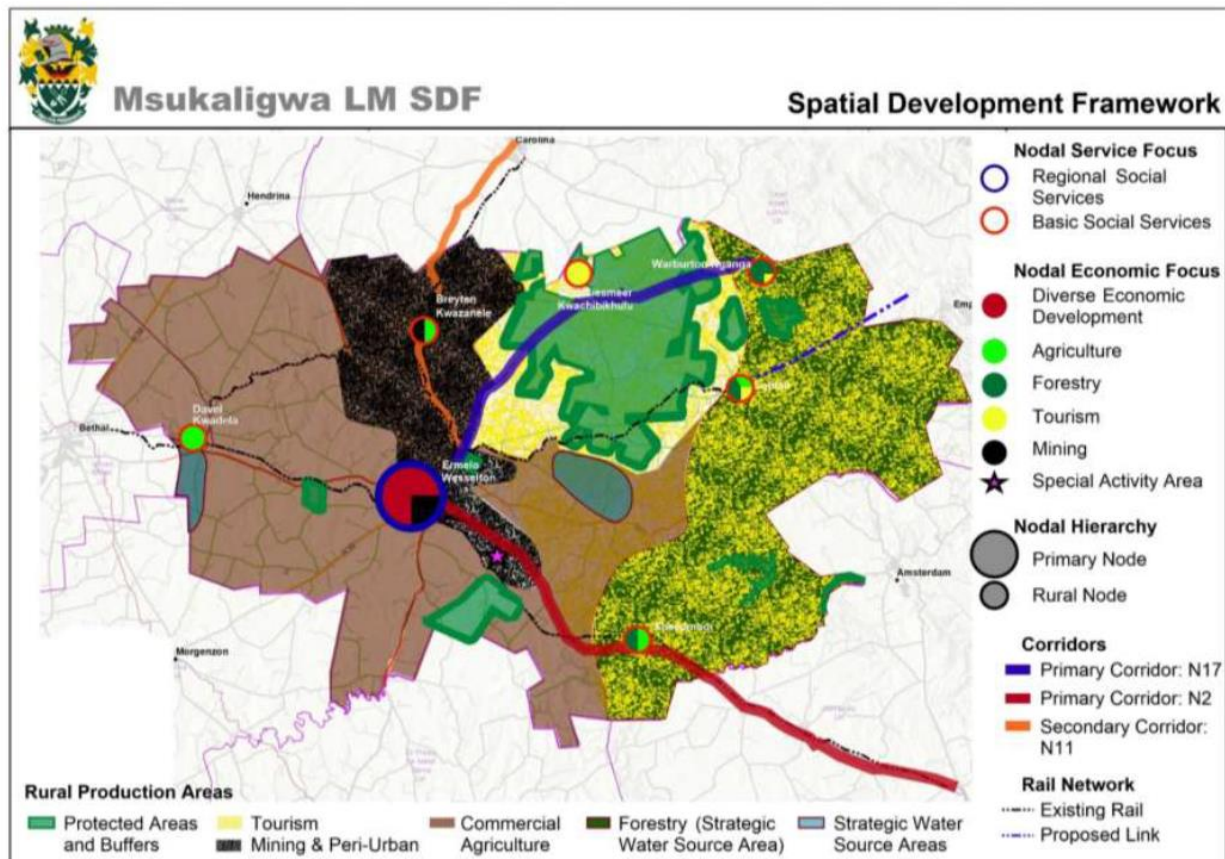 Msukaligwa LM SDF
Spatial Development Framework
Carolina
Hendrina
Breyten
Kwazanele
Warburton Nganga
Kwachibikhulu
Davel
Kwadela
Bethal
Ermelo
Wesselton
Amsterdam
Morgenzon
Nodal Service Focus
Regional Social
Services
Basic Social Services
Nodal Economic Focus
Diverse Economic
Development
Agriculture
Forestry
Tourism
Mining
Special Activity Area
Nodal Hierarchy
Primary Node
Rural Node
Corridors
Primary Corridor: N17
Primary Corridor: N2
Secondary Corridor:
N11
Rail Network
Existing Rail
Proposed Link
Rural Production Areas
Protected Areas
and Buffers
Tourism
Mining & Peri-Urban
Commercial
Agriculture
Forestry (Strategic
Water Source Area)
Strategic Water
Source Areas